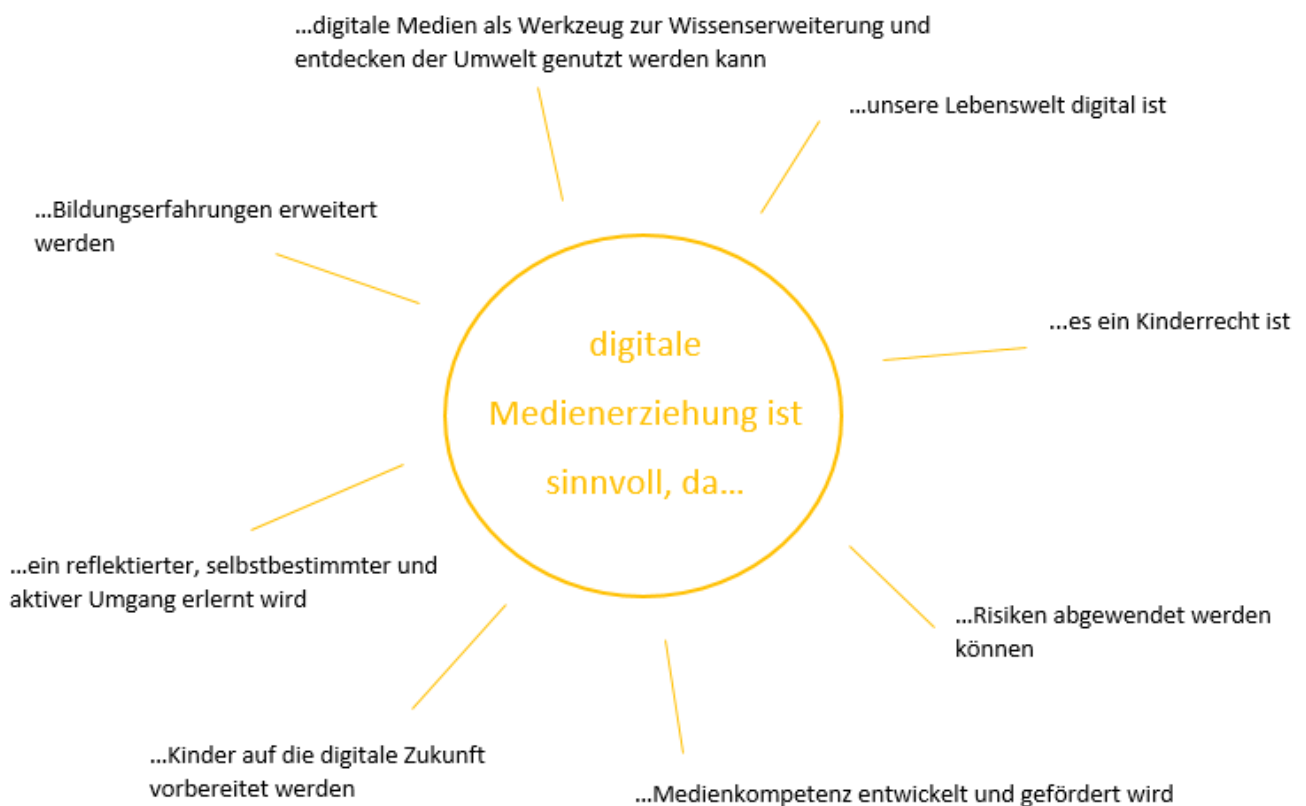 ...digitale Medien als Werkzeug zur Wissenserweiterung und
entdecken der Umwelt genutzt werden kann
...unsere Lebenswelt digital ist
...Bildungserfahrungen erweitert
werden
...es ein Kinderrecht ist
digitale
Medienerziehung ist
sinnvoll, da...
...ein reflektierter, selbstbestimmter und
aktiver Umgang erlernt wird
...Risiken abgewendet werden
können
...Kinder auf die digitale Zukunft
vorbereitet werden
...Medienkompetenz entwickelt und gefördert wird